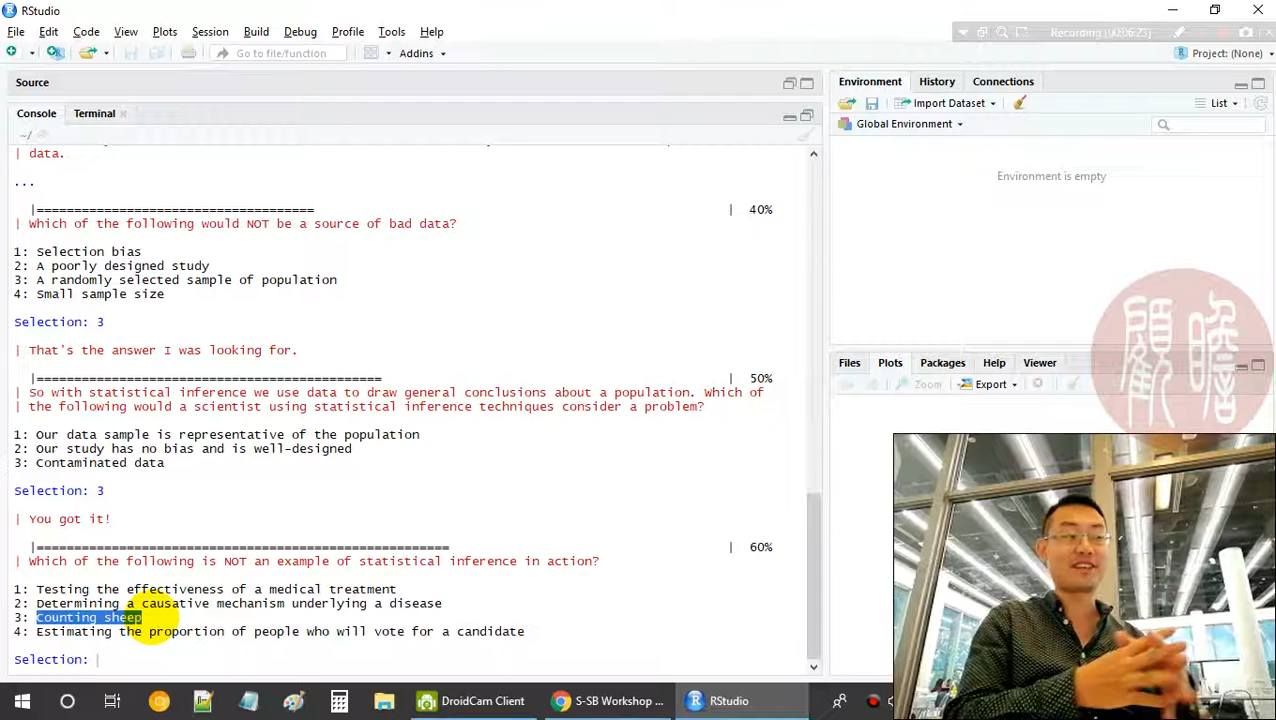 RStudio
File Edit Code View Plots Session Build Debug Profile Tools Help
Recording [00:06:23]
Go to file/function
Addins
Project: (None)
Source
Console Terminal
~/
| data.
...
|===================================== | 40%
| Which of the following would NOT be a source of bad data?
1: Selection bias
2: A poorly designed study
3: A randomly selected sample of population
4: Small sample size
Selection: 3
| That's the answer I was looking for.
|============================================== | 50%
| So with statistical inference we use data to draw general conclusions about a population. Which of
| the following would a scientist using statistical inference techniques consider a problem?
1: Our data sample is representative of the population
2: Our study has no bias and is well-designed
3: Contaminated data
Selection: 3
| You got it!
|======================================================= | 60%
| Which of the following is NOT an example of statistical inference in action?
1: Testing the effectiveness of a medical treatment
2: Determining a causative mechanism underlying a disease
3: Counting sheep
4: Estimating the proportion of people who will vote for a candidate
Selection:
Environment History Connections
Import Dataset
List
Global Environment
Environment is empty
Files Plots Packages Help Viewer
Zoom Export
顧瞻
DroidCam Client
S-SB Workshop ...
RStudio